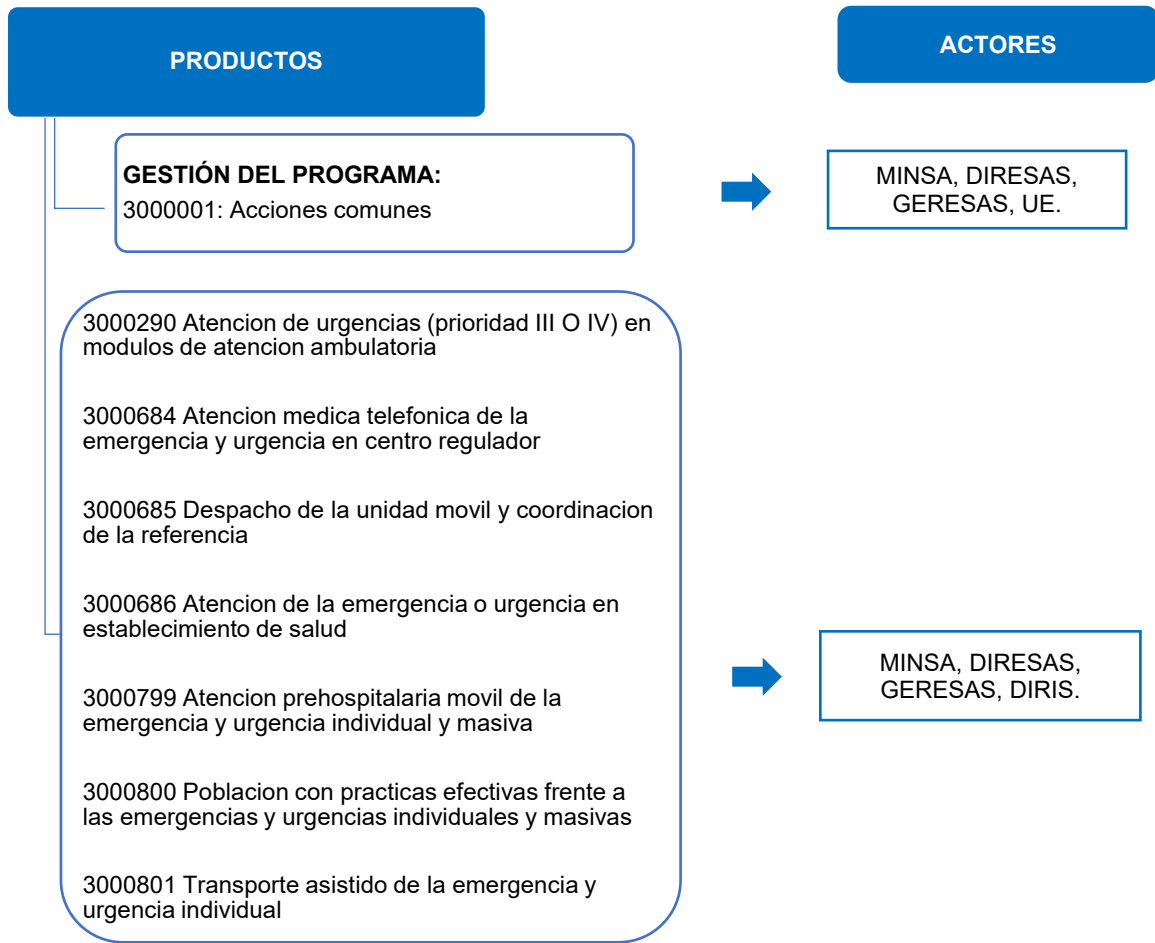 PRODUCTOS
ACTORES
GESTIÓN DEL PROGRAMA:
3000001: Acciones comunes
MINSA, DIRESAS,
GERESAS, UE.
3000290 Atencion de urgencias (prioridad III O IV) en
modulos de atencion ambulatoria
3000684 Atencion medica telefonica de la
emergencia y urgencia en centro regulador
3000685 Despacho de la unidad movil y coordinacion
de la referencia
3000686 Atencion de la emergencia o urgencia en
establecimiento de salud
3000799 Atencion prehospitalaria movil de la
emergencia y urgencia individual y masiva
3000800 Poblacion con practicas efectivas frente a
las emergencias y urgencias individuales y masivas
3000801 Transporte asistido de la emergencia y
urgencia individual
MINSA, DIRESAS,
GERESAS, DIRIS.